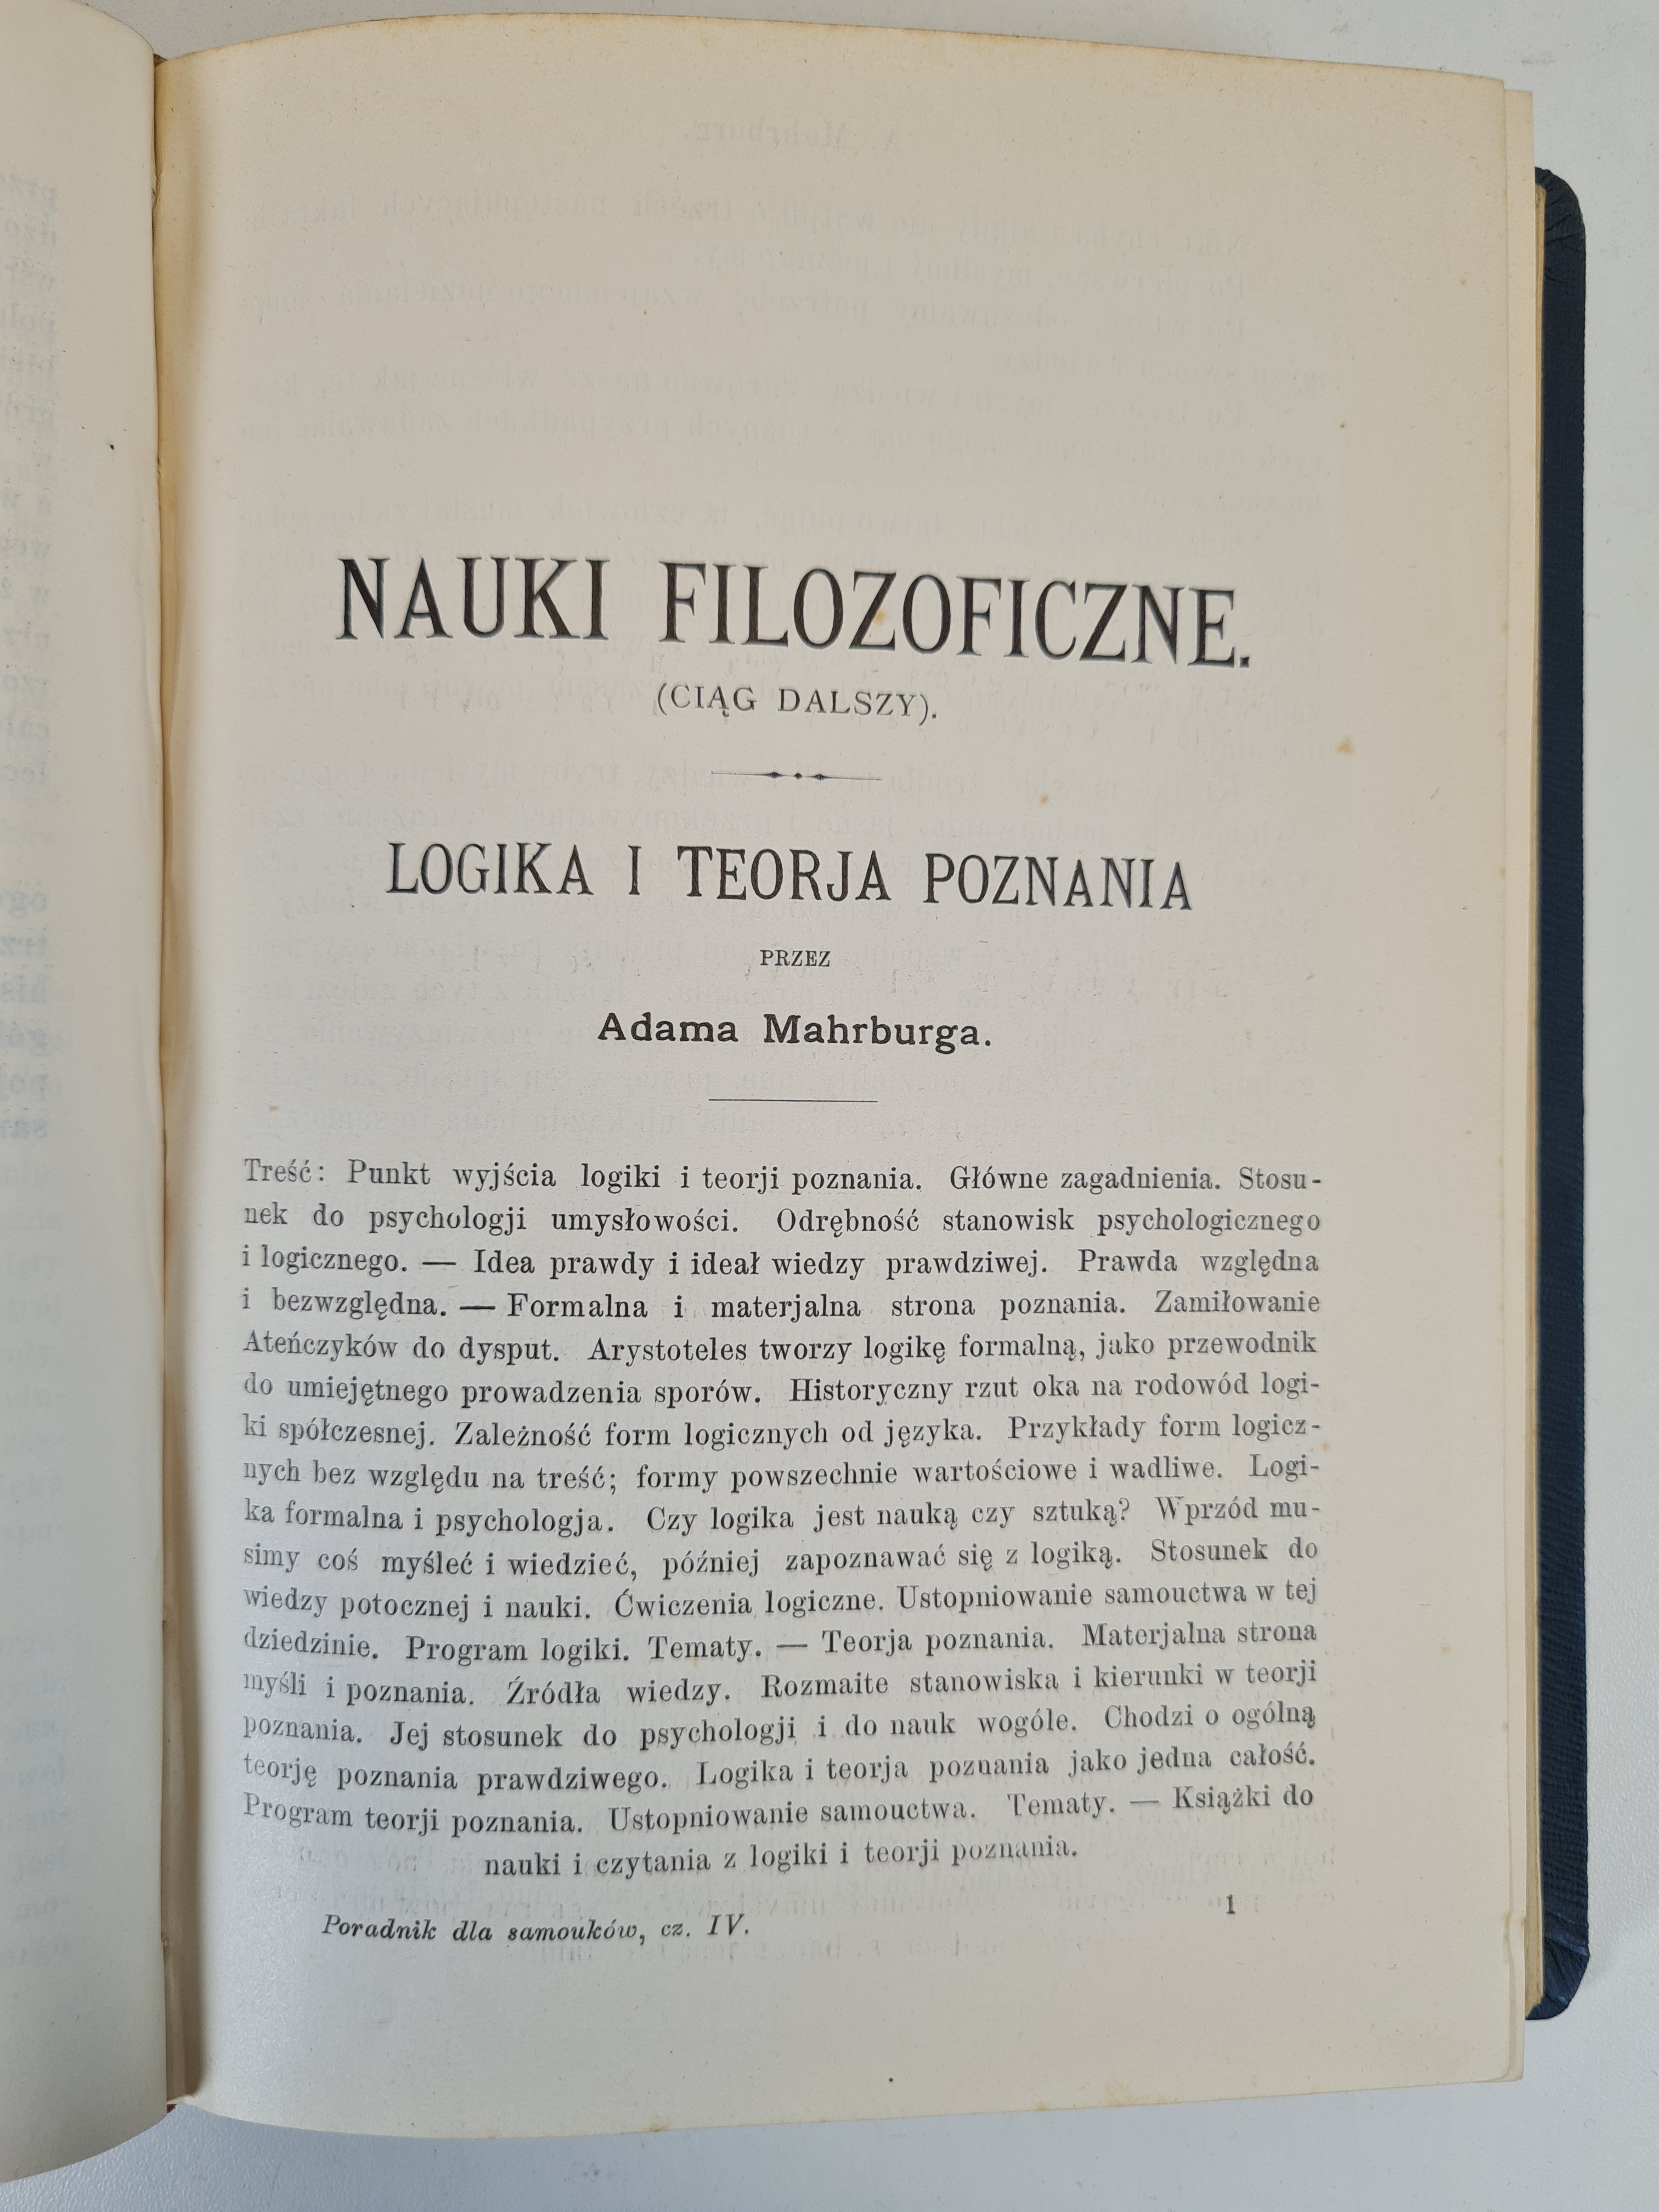 NAUKI FILOZOFICZNE.
(CIĄG DALSZY).
LOGIKA I TEORJA POZNANIA
PRZEZ
Adama Mahrburga.
Treść: Punkt wyjścia logiki i teorji poznania. Główne zagadnienia. Stosu-
nek do psychologji umysłowości. Odrębność stanowisk psychologicznego
i logicznego. — Idea prawdy i ideał wiedzy prawdziwej. Prawda względna
i bezwzględna. — Formalna i materjalna strona poznania. Zamiłowanie
Ateńczyków do dysput. Arystoteles tworzy logikę formalną, jako przewodnik
do umiejętnego prowadzenia sporów. Historyczny rzut oka na rodowód logi-
ki spółczesnej. Zależność form logicznych od języka. Przykłady form logicz-
nych bez względu na treść; formy powszechnie wartościowe i wadliwe. Logi-
ka formalna i psychologja. Czy logika jest nauką czy sztuką? Wprzód mu-
simy coś myśleć i wiedzieć, później zapoznawać się z logiką. Stosunek do
wiedzy potocznej i nauki. Ćwiczenia logiczne. Ustopniowanie samouctwa w tej
dziedzinie. Program logiki. Tematy. — Teorja poznania. Materjalna strona
myśli i poznania. Źródła wiedzy. Rozmaite stanowiska i kierunki w teorji
poznania. Jej stosunek do psychologji i do nauk wogóle. Chodzi o ogólną
teorję poznania prawdziwego. Logika i teorja poznania jako jedna całość.
Program teorji poznania. Ustopniowanie samouctwa. Tematy. — Książki do
nauki i czytania z logiki i teorji poznania.
Poradnik dla samouków, cz. IV. 1